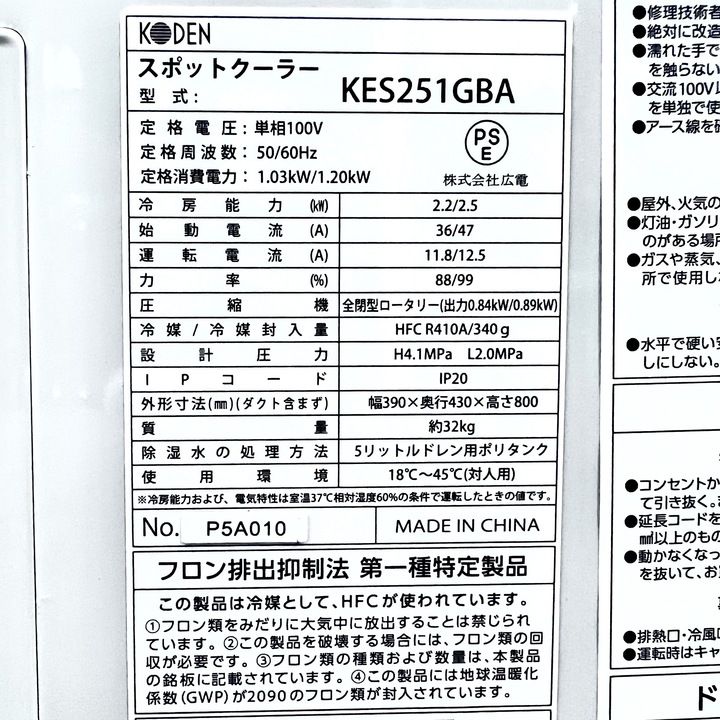 KODEN
スポットクーラー
型式: KES251GBA
定格電圧:単相100V
定格周波数: 50/60Hz
定格消費電力: 1.03kW/1.20kW
PSE
株式会社広電
冷房能力(kW) 2.2/2.5
始動電流(A) 36/47
運転電流(A) 11.8/12.5
力率(%) 88/99
圧縮機 全閉型ロータリー(出力0.84kW/0.89kW)
冷媒/冷媒封入量 HFC R410A/340g
設計圧力 H4.1MPa L2.0MPa
IPコード IP20
外形寸法(mm)(ダクト含まず) 幅390×奥行430×高さ800
質量 約32kg
除湿水の処理方法 5リットルドレン用ポリタンク
使用環境 18℃~45℃(対人用)
※冷房能力および、電気特性は室温37℃相対湿度60%の条件で運転したときの値です。
No. P5A010 MADE IN CHINA
フロン排出抑制法 第一種特定製品
この製品は冷媒として、HFCが使われています。
①フロン類をみだりに大気中に放出することは禁じられ
ています。②この製品を破壊する場合には、フロン類の回
収が必要です。③フロン類の種類および数量は、本製品
の銘板に記載されています。④この製品には地球温暖化
係数(GWP)が2090のフロン類が封入されています。
●修理技術者
●絶対に改造
●濡れた手で
を触らない
●交流100V
を単独で使
●アース線を
●屋外、火気の
●灯油・ガソリ
のがある場所
●ガスや蒸気、
所で使用し
●水平で硬い
しにしない。
●コンセントか
て引き抜く。
●延長コードを
㎟以上のもの
●動かなくなっ
を抜いて、お
●排熱口・冷風
●運転時はキャ
ド